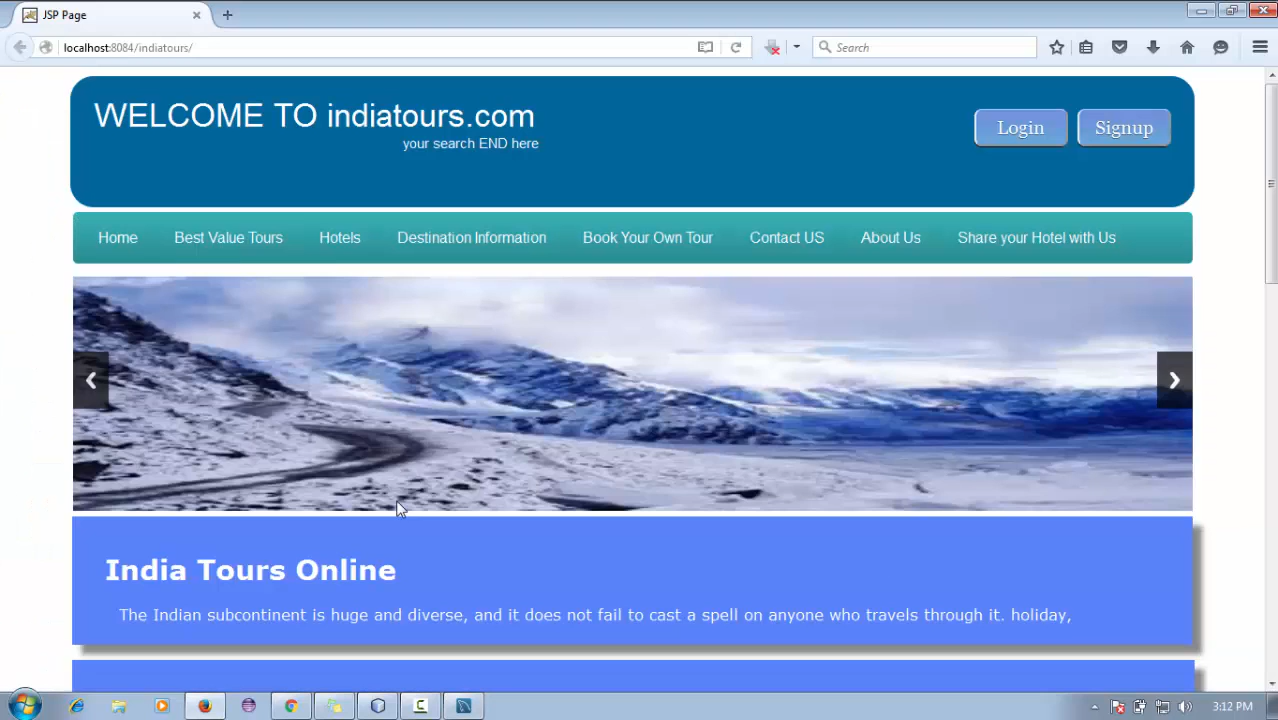 JSP Page
localhost:8084/indiatours/
Search
WELCOME TO indiatours.com
your search END here
Login
Signup
Home
Best Value Tours
Hotels
Destination Information
Book Your Own Tour
Contact US
About Us
Share your Hotel with Us
India Tours Online
The Indian subcontinent is huge and diverse, and it does not fail to cast a spell on anyone who travels through it. holiday,
3:12 PM